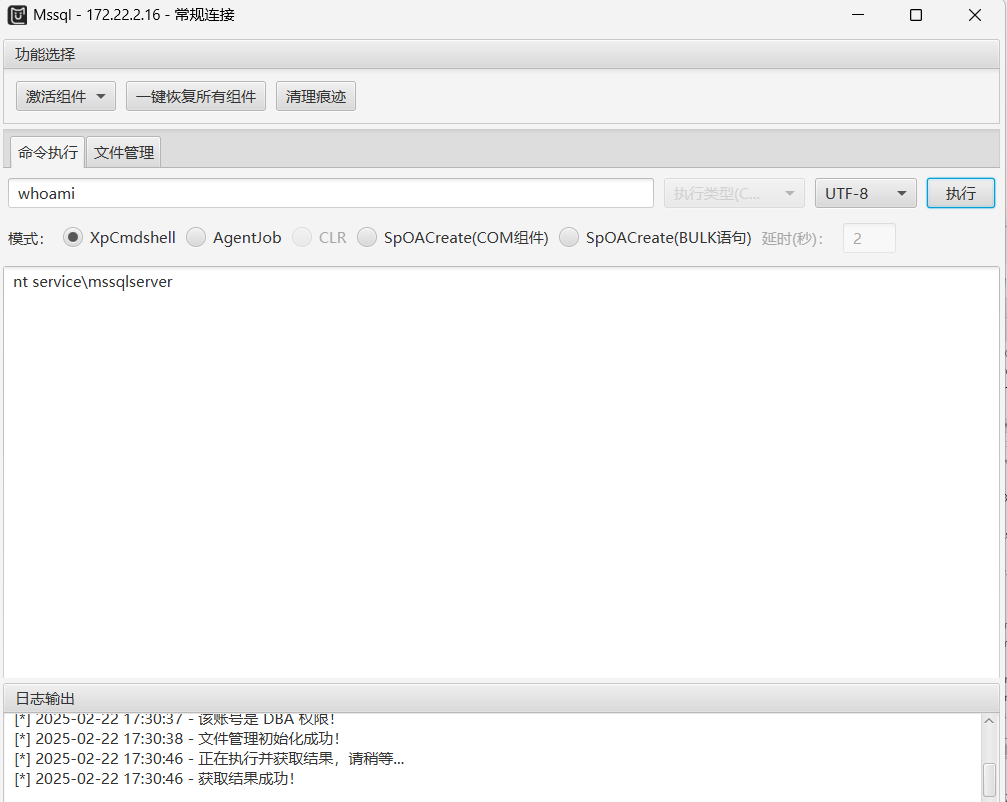 Mssql - 172.22.2.16 - 常规连接
功能选择
激活组件 一键恢复所有组件 清理痕迹
命令执行 文件管理
whoami 执行类型(C... UTF-8 执行
模式: XpCmdshell AgentJob CLR SpOACreate(COM组件) SpOACreate(BULK语句) 延时(秒): 2
nt service\mssqlserver
日志输出
[*] 2025-02-22 17:30:37 - 该账号是 DBA 权限!
[*] 2025-02-22 17:30:38 - 文件管理初始化成功!
[*] 2025-02-22 17:30:46 - 正在执行并获取结果，请稍等...
[*] 2025-02-22 17:30:46 - 获取结果成功!